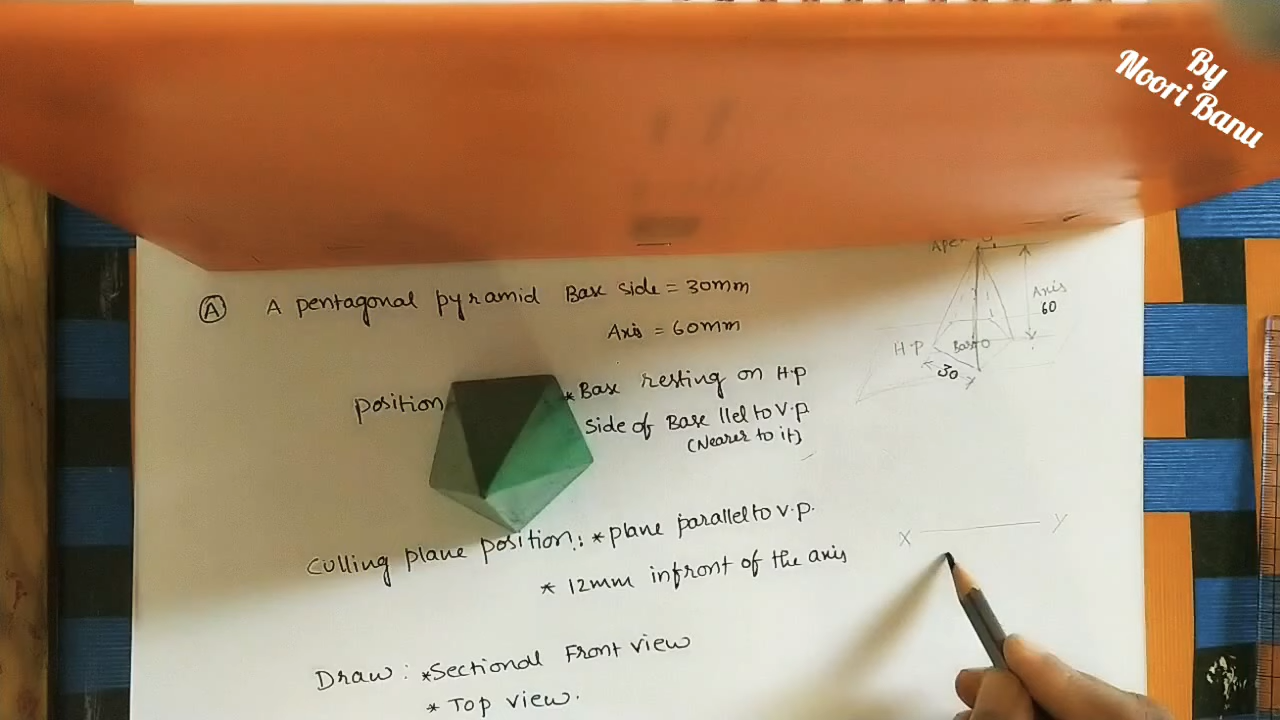 By
Noori Banu
Ⓐ A pentagonal pyramid Base side = 30mm
Axis = 60mm
position
* Base resting on H.p
Side of Base llel to V.p.
(Nearer to it)
Cutting plane position: * plane parallel to v.p.
* 12mm infront of the axis
Draw: * Sectional Front view
* Top view.
Axis
60
H.P
30
X Y